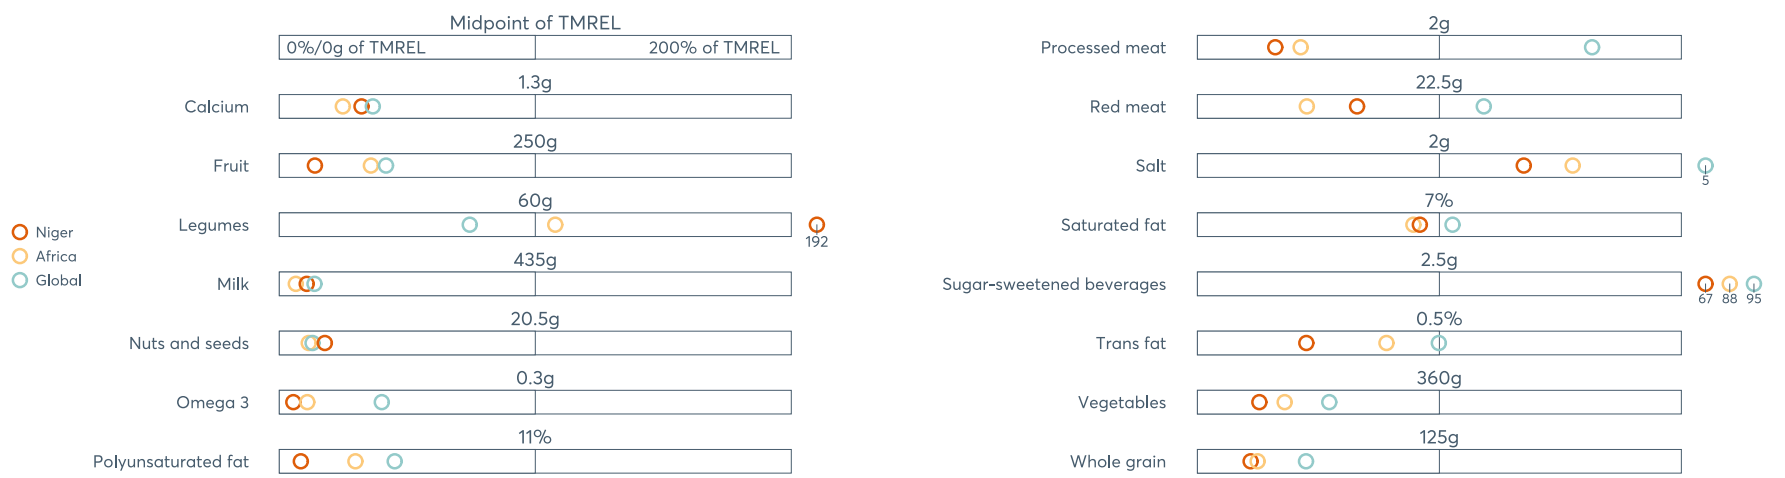 Midpoint of TMREL
0%/0g of TMREL 200% of TMREL
1.3g
Calcium
250g
Fruit
60g
Legumes
192
435g
Milk
20.5g
Nuts and seeds
0.3g
Omega 3
11%
Polyunsaturated fat
Niger
Africa
Global
2g
Processed meat
22.5g
Red meat
2g
Salt
5
7%
Saturated fat
2.5g
Sugar-sweetened beverages
67 88 95
0.5%
Trans fat
360g
Vegetables
125g
Whole grain